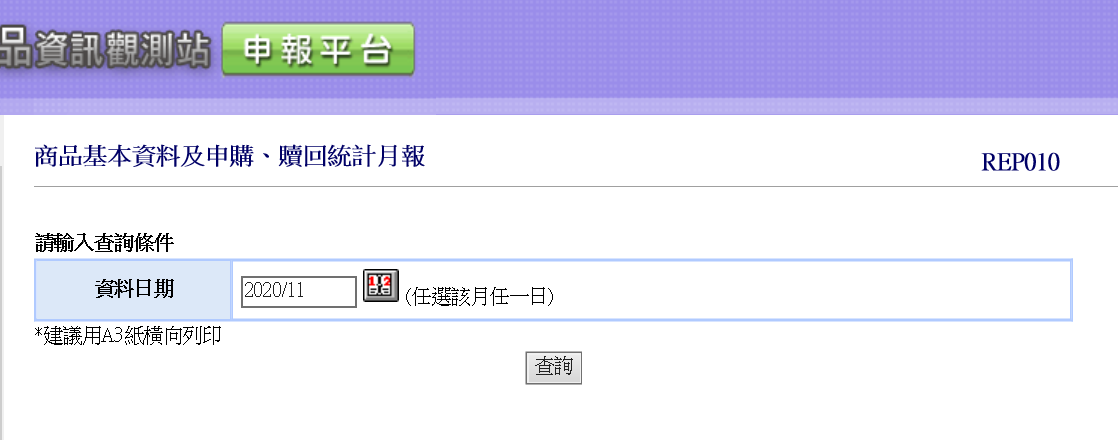 品資訊觀測站 申報平台
商品基本資料及申購、贖回統計月報 REP010
請輸入查詢條件
資料日期 2020/11 (任選該月任一日)
*建議用A3紙橫向列印
查詢